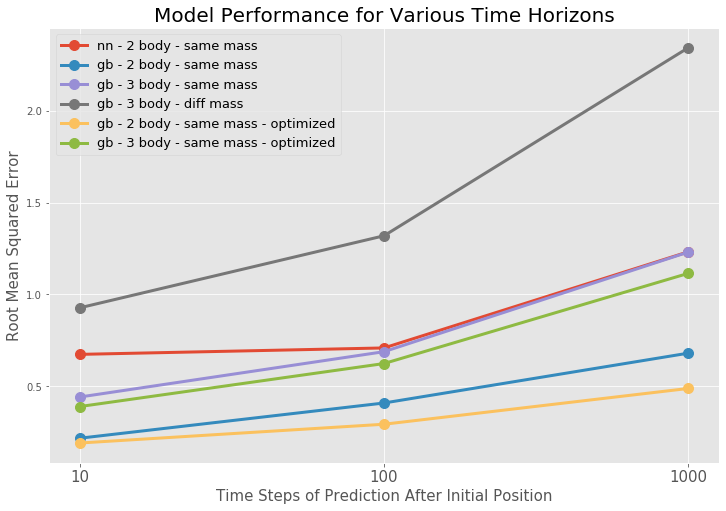 Model Performance for Various Time Horizons
nn - 2 body - same mass
gb - 2 body - same mass
gb - 3 body - same mass
gb - 3 body - diff mass
gb - 2 body - same mass - optimized
gb - 3 body - same mass - optimized
Root Mean Squared Error
2.0
1.5
1.0
0.5
10 100 1000
Time Steps of Prediction After Initial Position